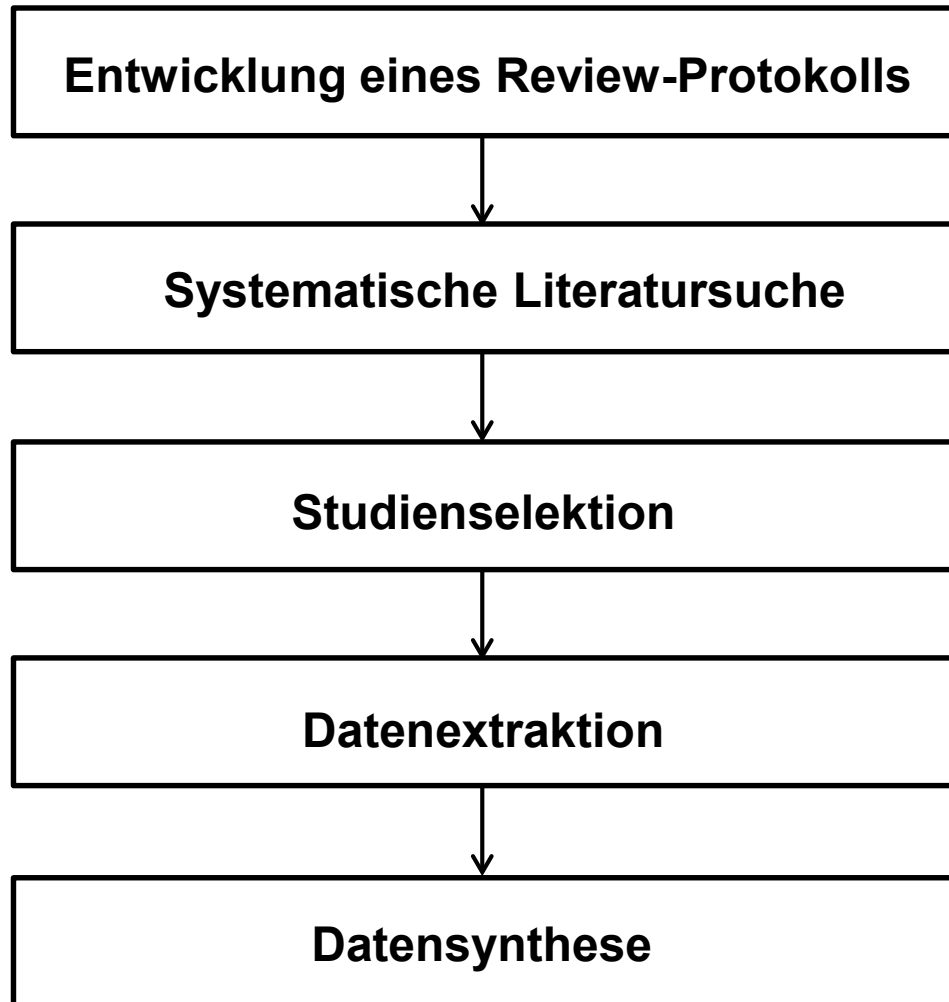 Entwicklung eines Review-Protokolls
Systematische Literatursuche
Studienselektion
Datenextraktion
Datensynthese